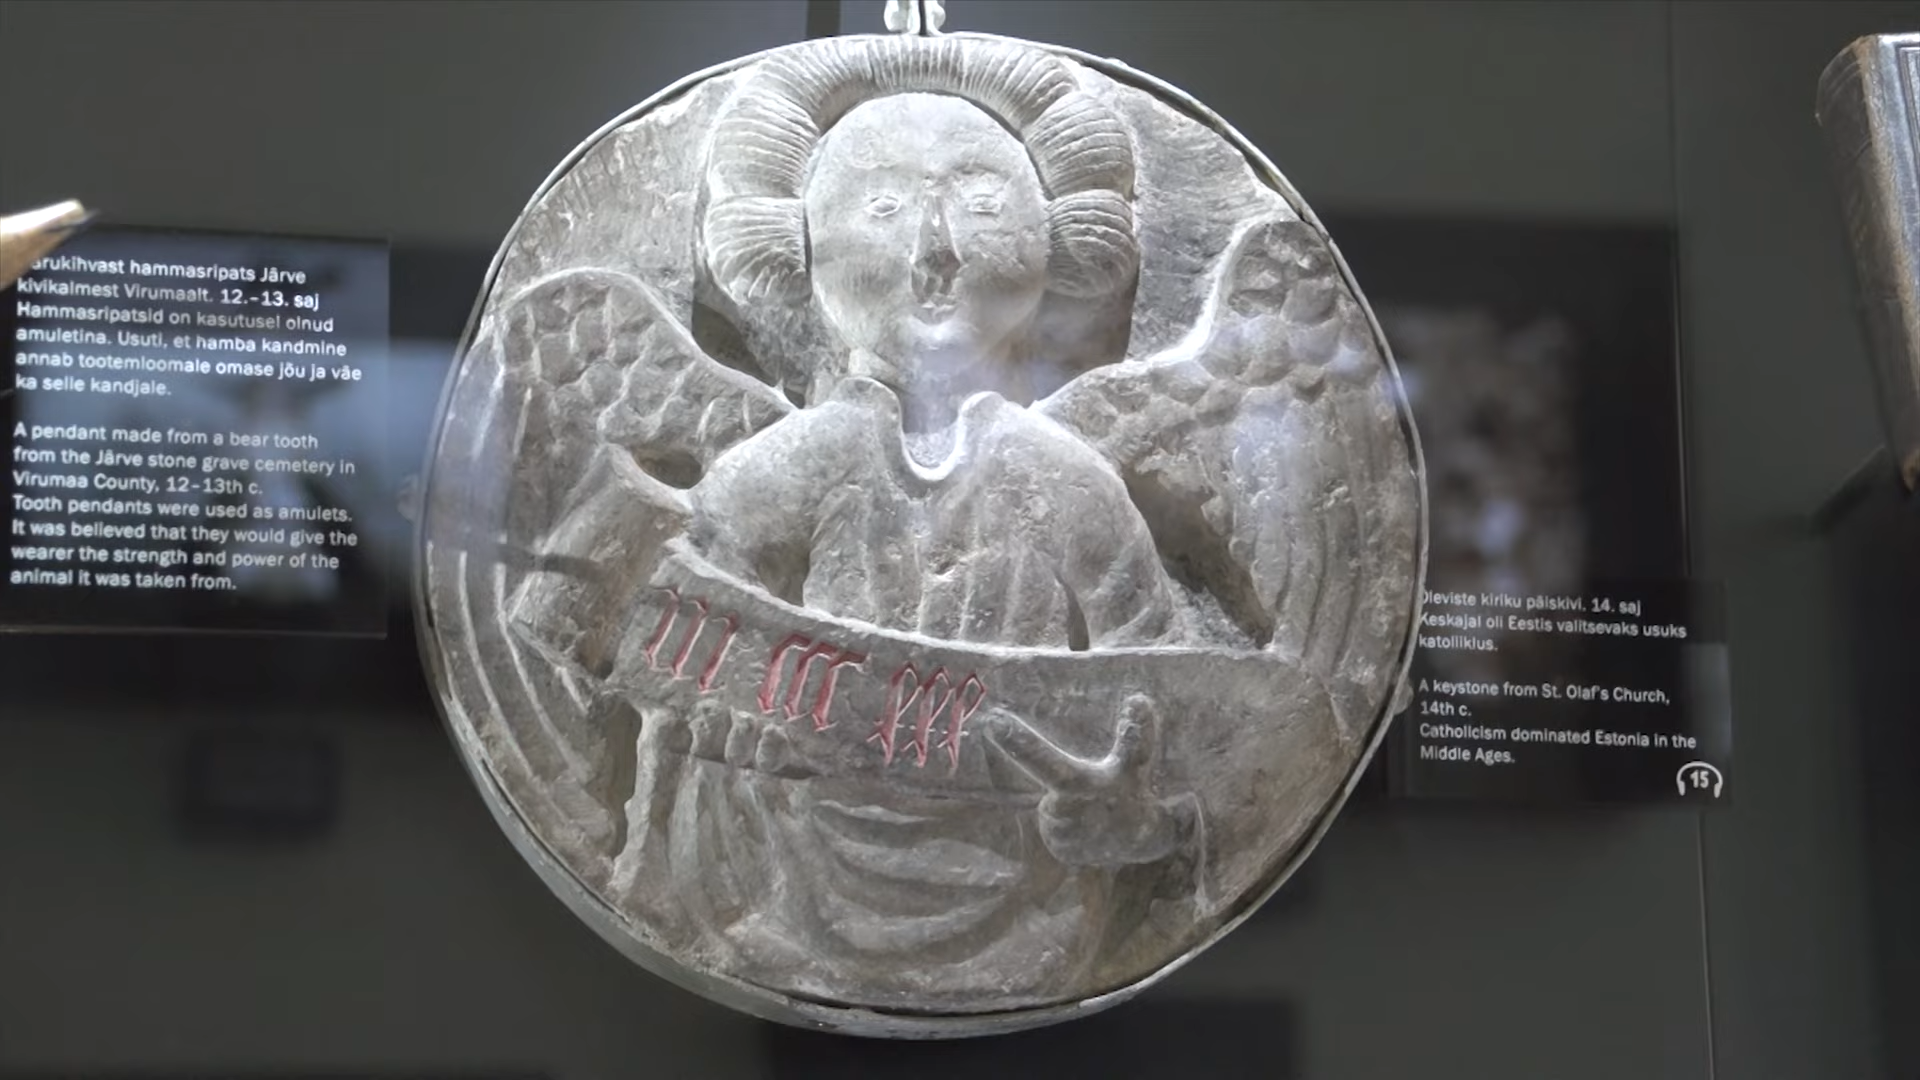 arukihvast hammasripats Järve
kivikalmest Virumaalt. 12.-13. saj
Hammasripatsid on kasutusel olnud
amuletina. Usuti, et hamba kandmine
annab tootemloomale omase jõu ja väe
ka selle kandjale.
A pendant made from a bear tooth
from the Järve stone grave cemetery in
Virumaa County, 12-13th c.
Tooth pendants were used as amulets.
It was believed that they would give the
wearer the strength and power of the
animal it was taken from.
Oleviste kiriku päiskivi, 14. saj
Keskajal oli Eestis valitsevaks usuks
katoliiklus.
A keystone from St. Olaf's Church,
14th c.
Catholicism dominated Estonia in the
Middle Ages.
15